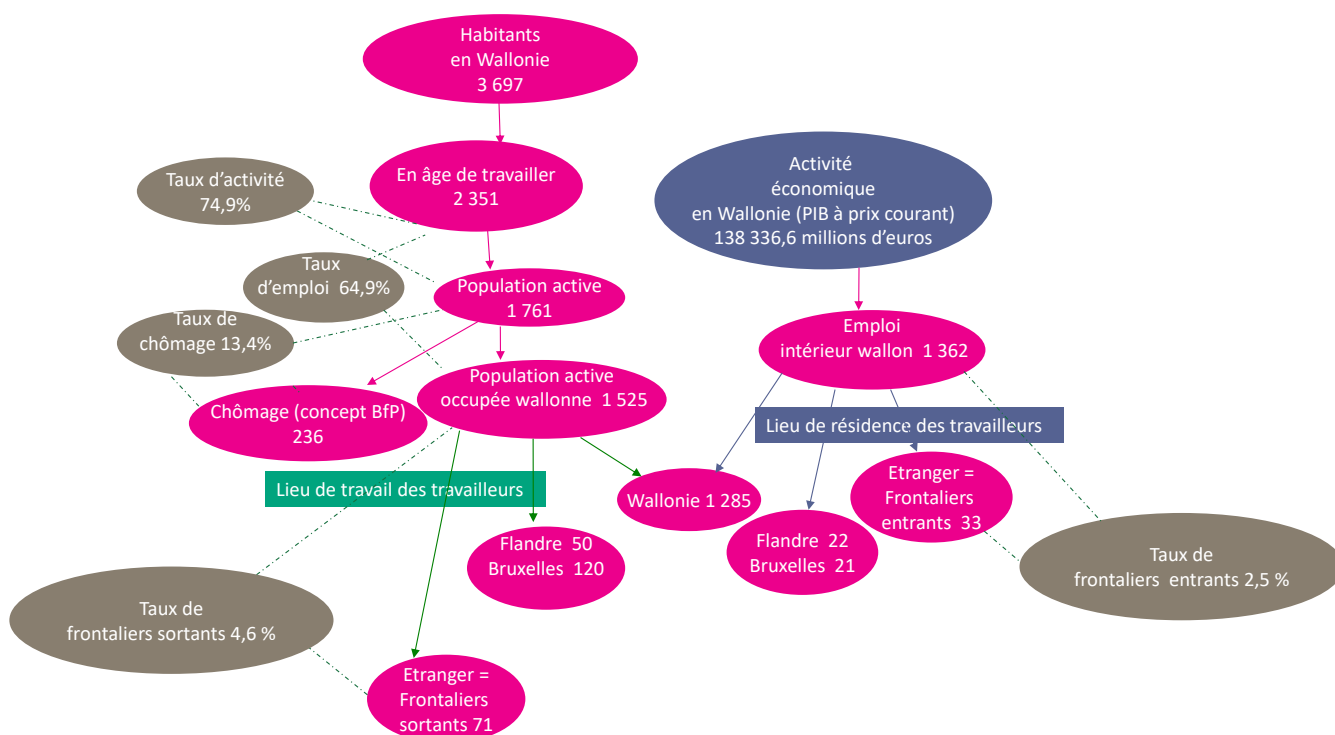 Habitants
en Wallonie
3 697
En âge de travailler
2 351
Taux d’activité
74,9%
Activité
économique
en Wallonie (PIB à prix courant)
138 336,6 millions d’euros
Taux
d’emploi 64,9%
Population active
1 761
Taux de
chômage 13,4%
Emploi
intérieur wallon 1 362
Population active
occupée wallonne 1 525
Chômage (concept BfP)
236
Lieu de résidence des travailleurs
Lieu de travail des travailleurs
Wallonie 1 285
Etranger =
Frontaliers
entrants 33
Flandre 50
Bruxelles 120
Flandre 22
Bruxelles 21
Taux de
frontaliers entrants 2,5 %
Taux de
frontaliers sortants 4,6 %
Etranger =
Frontaliers
sortants 71